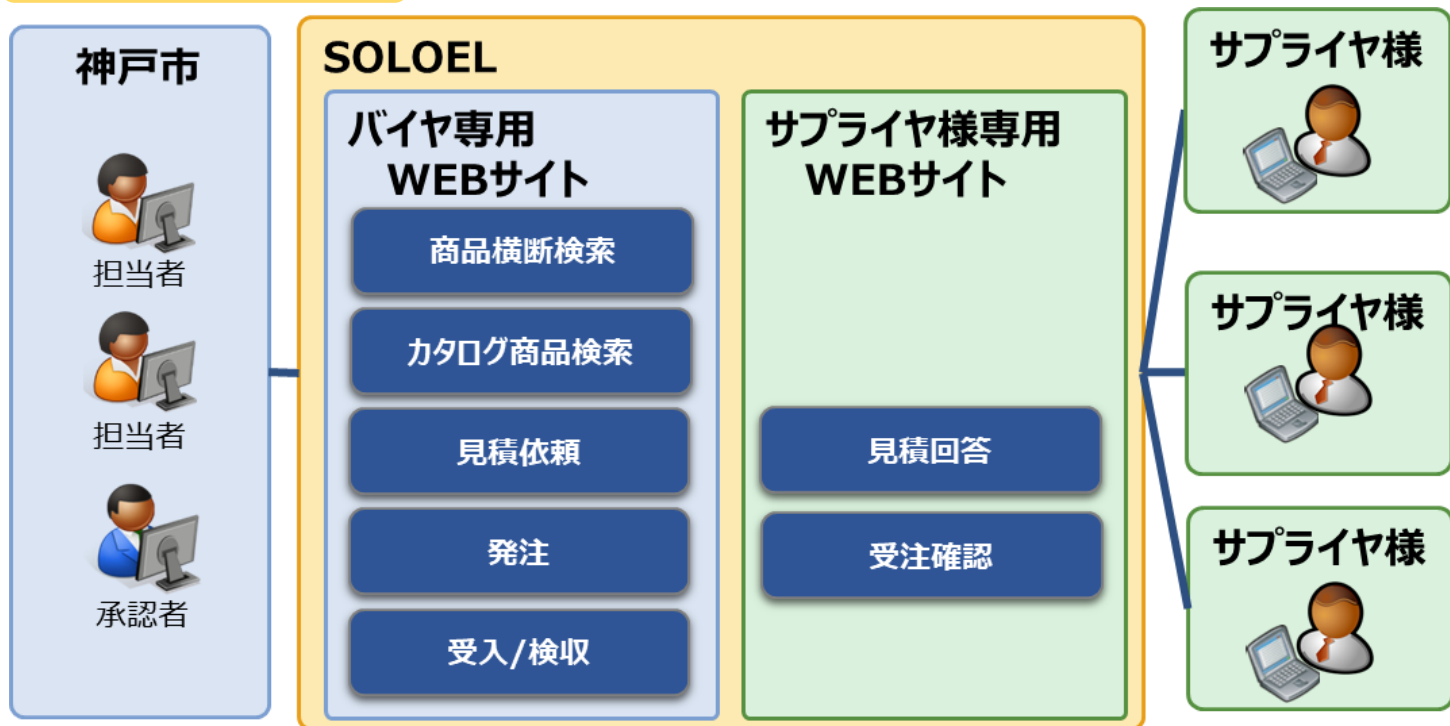 神戸市
担当者
担当者
承認者
SOLOEL
バイヤ専用
WEBサイト
商品横断検索
カタログ商品検索
見積依頼
発注
受入/検収
サプライヤ様専用
WEBサイト
見積回答
受注確認
サプライヤ様
サプライヤ様
サプライヤ様